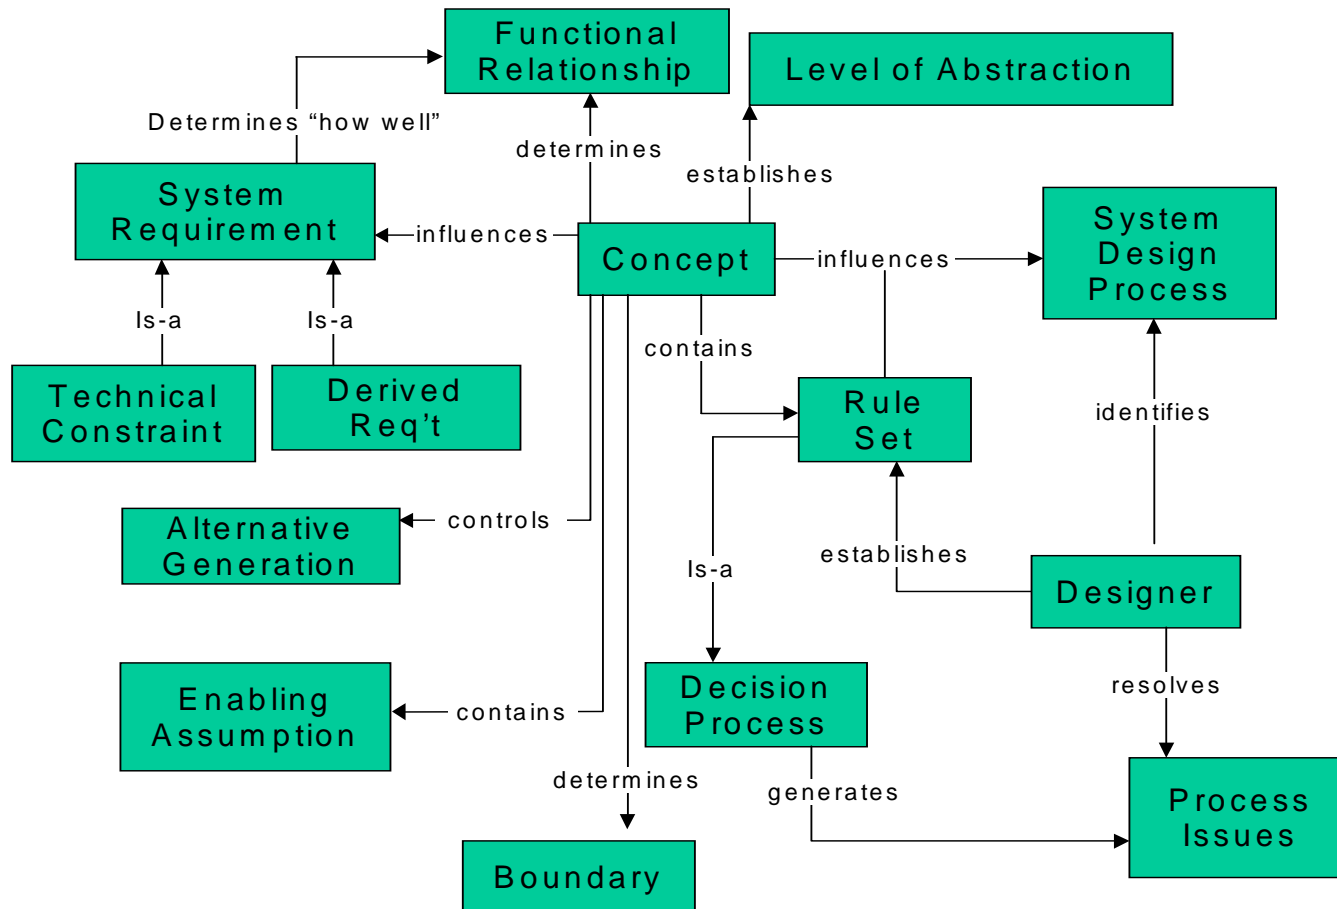 Functional
Relationship
Level of Abstraction
Determines “how well”
determines
establishes
System
Requirement
influences
Concept
influences
System
Design
Process
Is-a
Is-a
contains
Technical
Constraint
Derived
Req’t
Rule
Set
identifies
Alternative
Generation
controls
Is-a
establishes
Designer
Enabling
Assumption
contains
Decision
Process
resolves
determines
generates
Process
Issues
Boundary